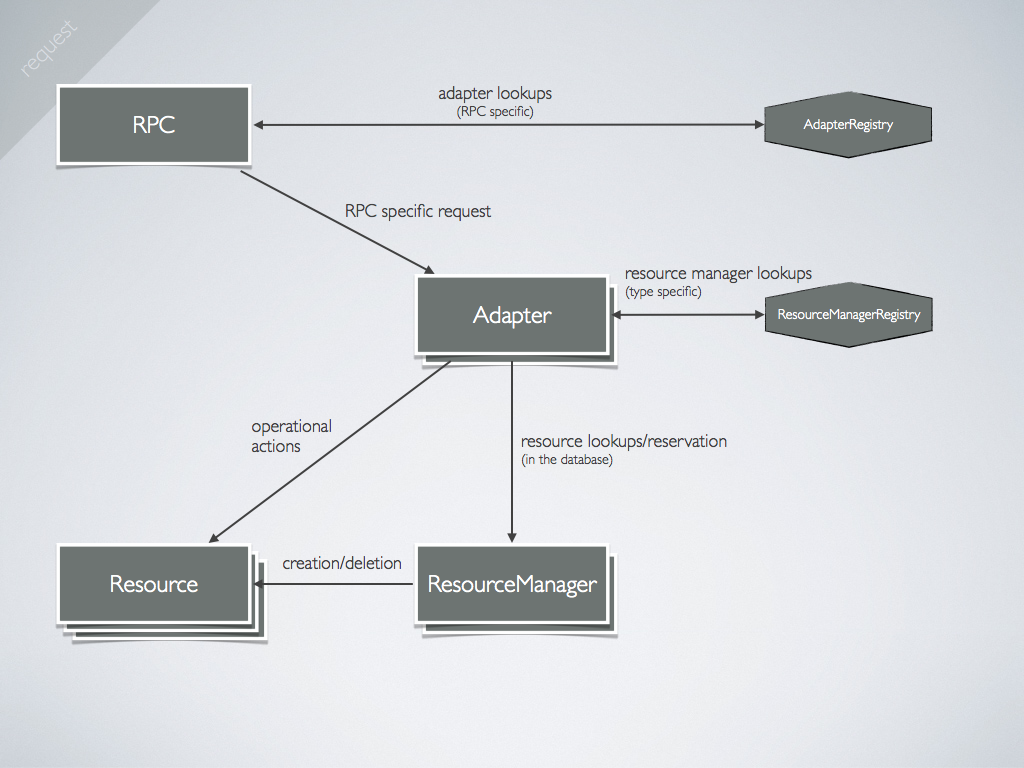 request
adapter lookups
(RPC specific)
RPC
AdapterRegistry
RPC specific request
resource manager lookups
(type specific)
Adapter
ResourceManagerRegistry
operational
actions
resource lookups/reservation
(in the database)
creation/deletion
Resource
ResourceManager